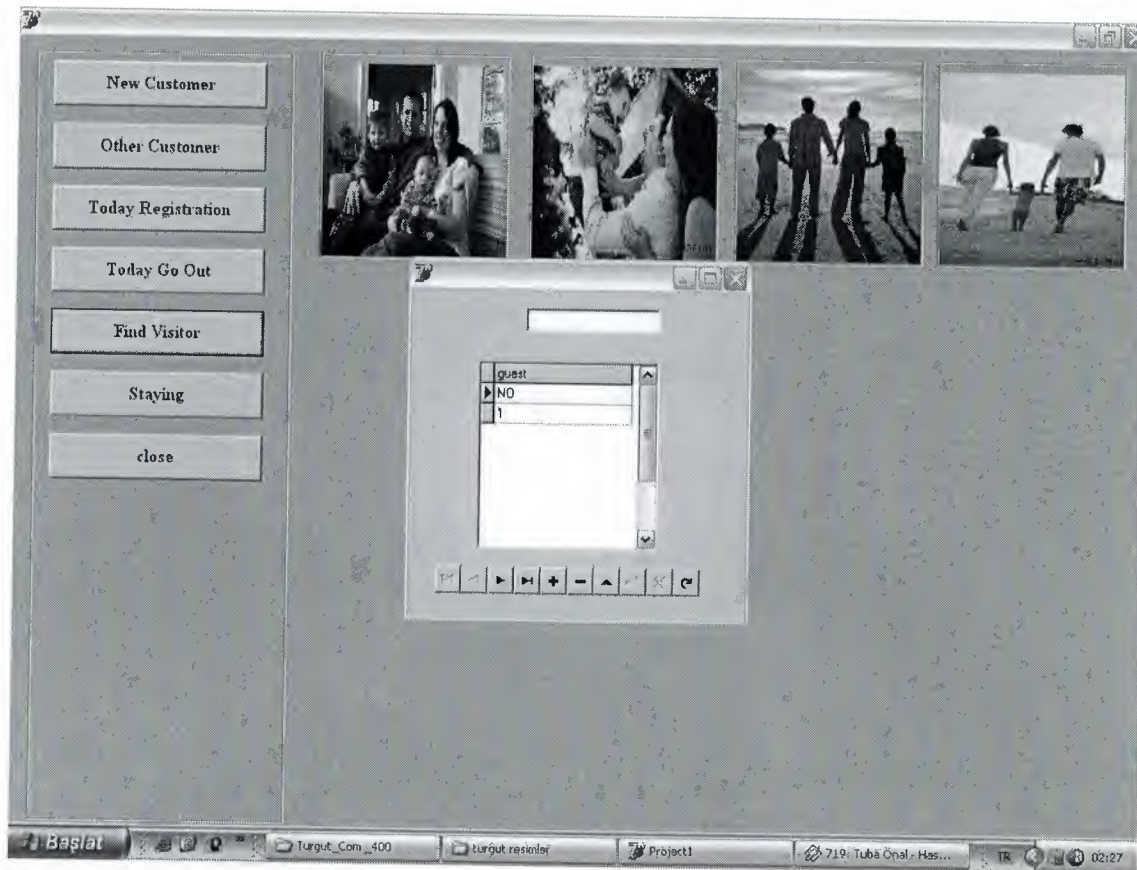 New Customer
Other Customer
Today Registration
Today Go Out
Find Visitor
Staying
close
guest
NO
1
Başlat
Turgut_Com_400
turgut resimler
Project1
719: Tuba Önal - Has...
TR
02:27